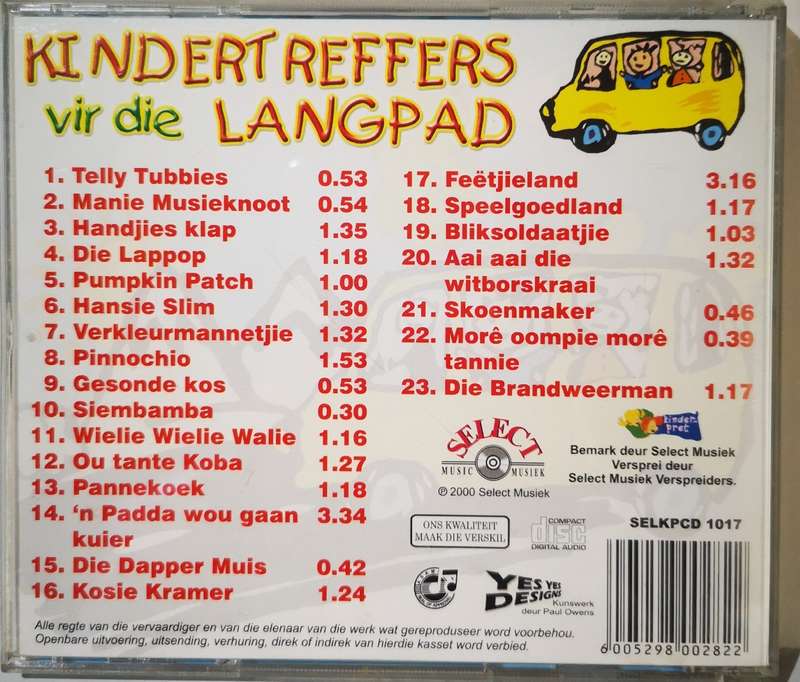 KINDERTREFFERS
vir die LANGPAD
1. Telly Tubbies 0.53
2. Manie Musieknoot 0.54
3. Handjies klap 1.35
4. Die Lappop 1.18
5. Pumpkin Patch 1.00
6. Hansie Slim 1.30
7. Verkleurmannetjie 1.32
8. Pinnochio 1.53
9. Gesonde kos 0.53
10. Siembamba 0.30
11. Wielie Wielie Walie 1.16
12. Ou tante Koba 1.27
13. Pannekoek 1.18
14. 'n Padda wou gaan 3.34
kuier
15. Die Dapper Muis 0.42
16. Kosie Kramer 1.24
17. Feëtjieland 3.16
18. Speelgoedland 1.17
19. Bliksoldaatjie 1.03
20. Aai aai die 1.32
witborskraai
21. Skoenmaker 0.46
22. Morê oompie morê 0.39
tannie
23. Die Brandweerman 1.17
SELECT
MUSIC MUSIEK
℗ 2000 Select Musiek
kinder
pret
Bemark deur Select Musiek
Versprei deur
Select Musiek Verspreiders.
ONS KWALITEIT
MAAK DIE VERSKIL
COMPACT
disc
DIGITAL AUDIO
SELKPCD 1017
YES YES
DESIGNS
Kunswerk
deur Paul Owens
6 005298 002822
Alle regte van die vervaardiger en van die eienaar van die werk wat gereproduseer word voorbehou.
Openbare uitvoering, uitsending, verhuring, direk of indirek van hierdie kasset word verbied.